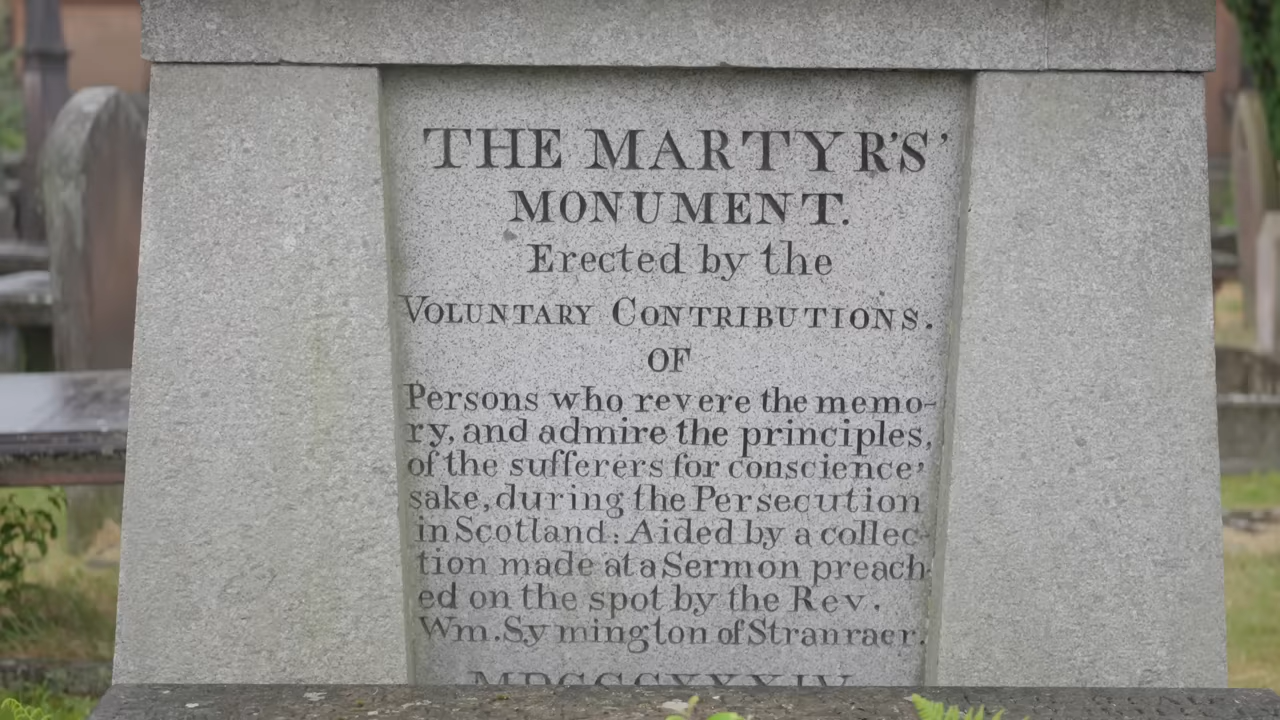 THE MARTYR'S'
MONUMENT.
Erected by the
VOLUNTARY CONTRIBUTIONS.
OF
Persons who revere the memo-
ry, and admire the principles,
of the sufferers for conscience'
sake, during the Persecution
in Scotland: Aided by a collec-
tion made at a Sermon preach-
ed on the spot by the Rev.
Wm. Symington of Stranraer.
MDCCCXXXIV